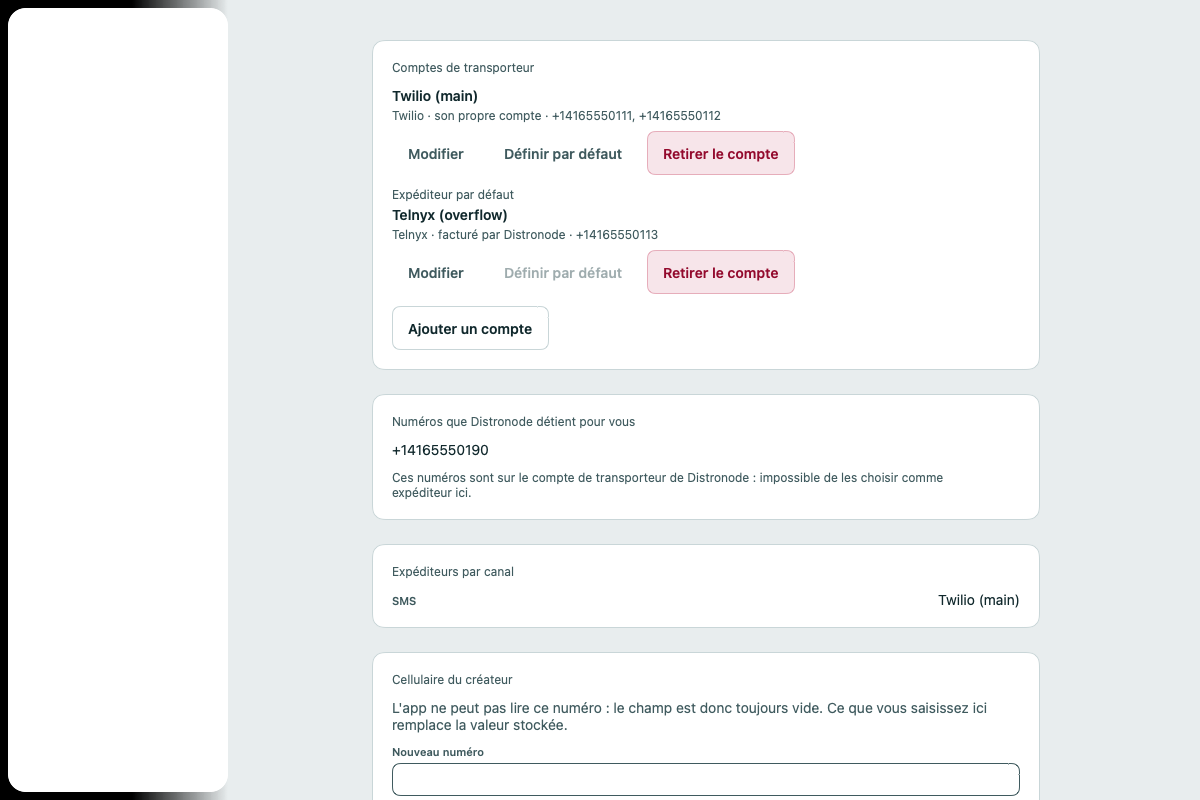 Comptes de transporteur
Twilio (main)
Twilio · son propre compte · +14165550111, +14165550112
Modifier
Définir par défaut
Retirer le compte
Expéditeur par défaut
Telnyx (overflow)
Telnyx · facturé par Distronode · +14165550113
Modifier
Définir par défaut
Retirer le compte
Ajouter un compte
Numéros que Distronode détient pour vous
+14165550190
Ces numéros sont sur le compte de transporteur de Distronode : impossible de les choisir comme
expéditeur ici.
Expéditeurs par canal
SMS
Twilio (main)
Cellulaire du créateur
L'app ne peut pas lire ce numéro : le champ est donc toujours vide. Ce que vous saisissez ici
remplace la valeur stockée.
Nouveau numéro